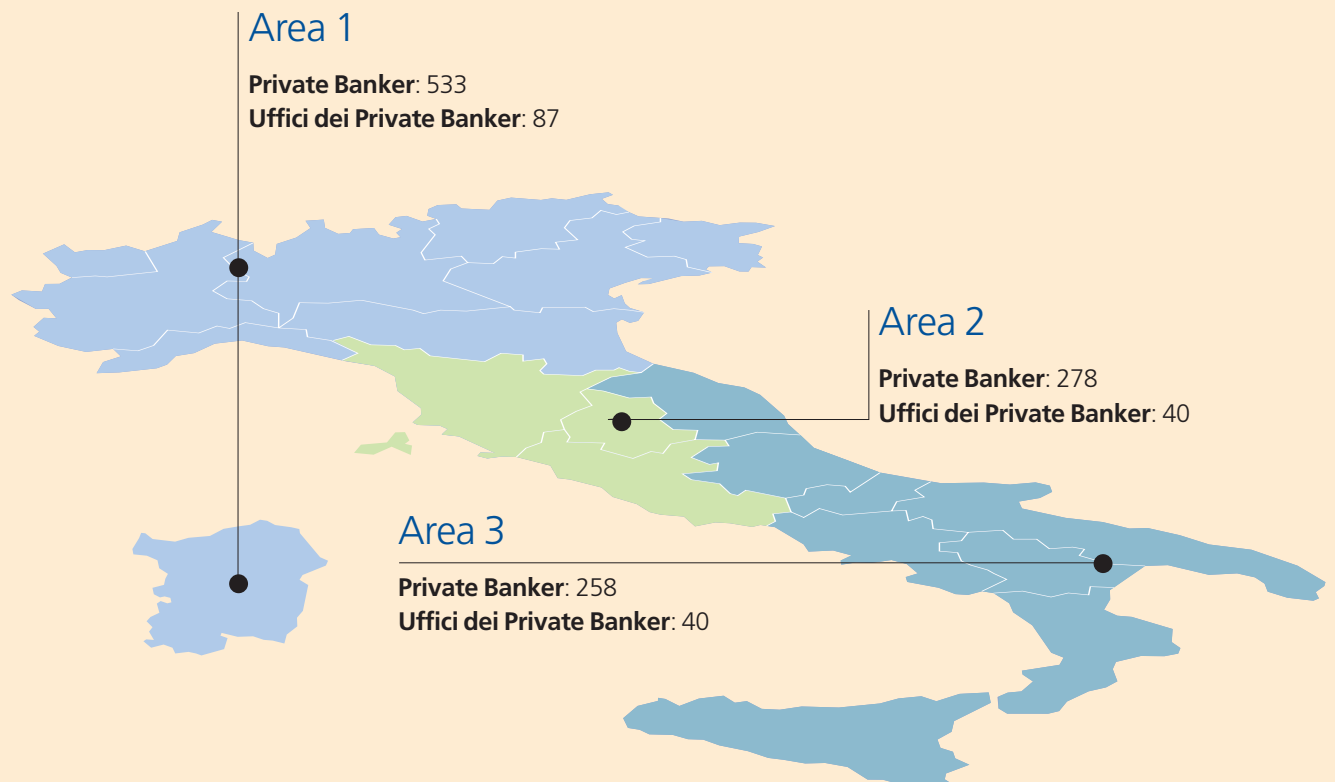 Area 1
Private Banker: 533
Uffici dei Private Banker: 87
Area 2
Private Banker: 278
Uffici dei Private Banker: 40
Area 3
Private Banker: 258
Uffici dei Private Banker: 40